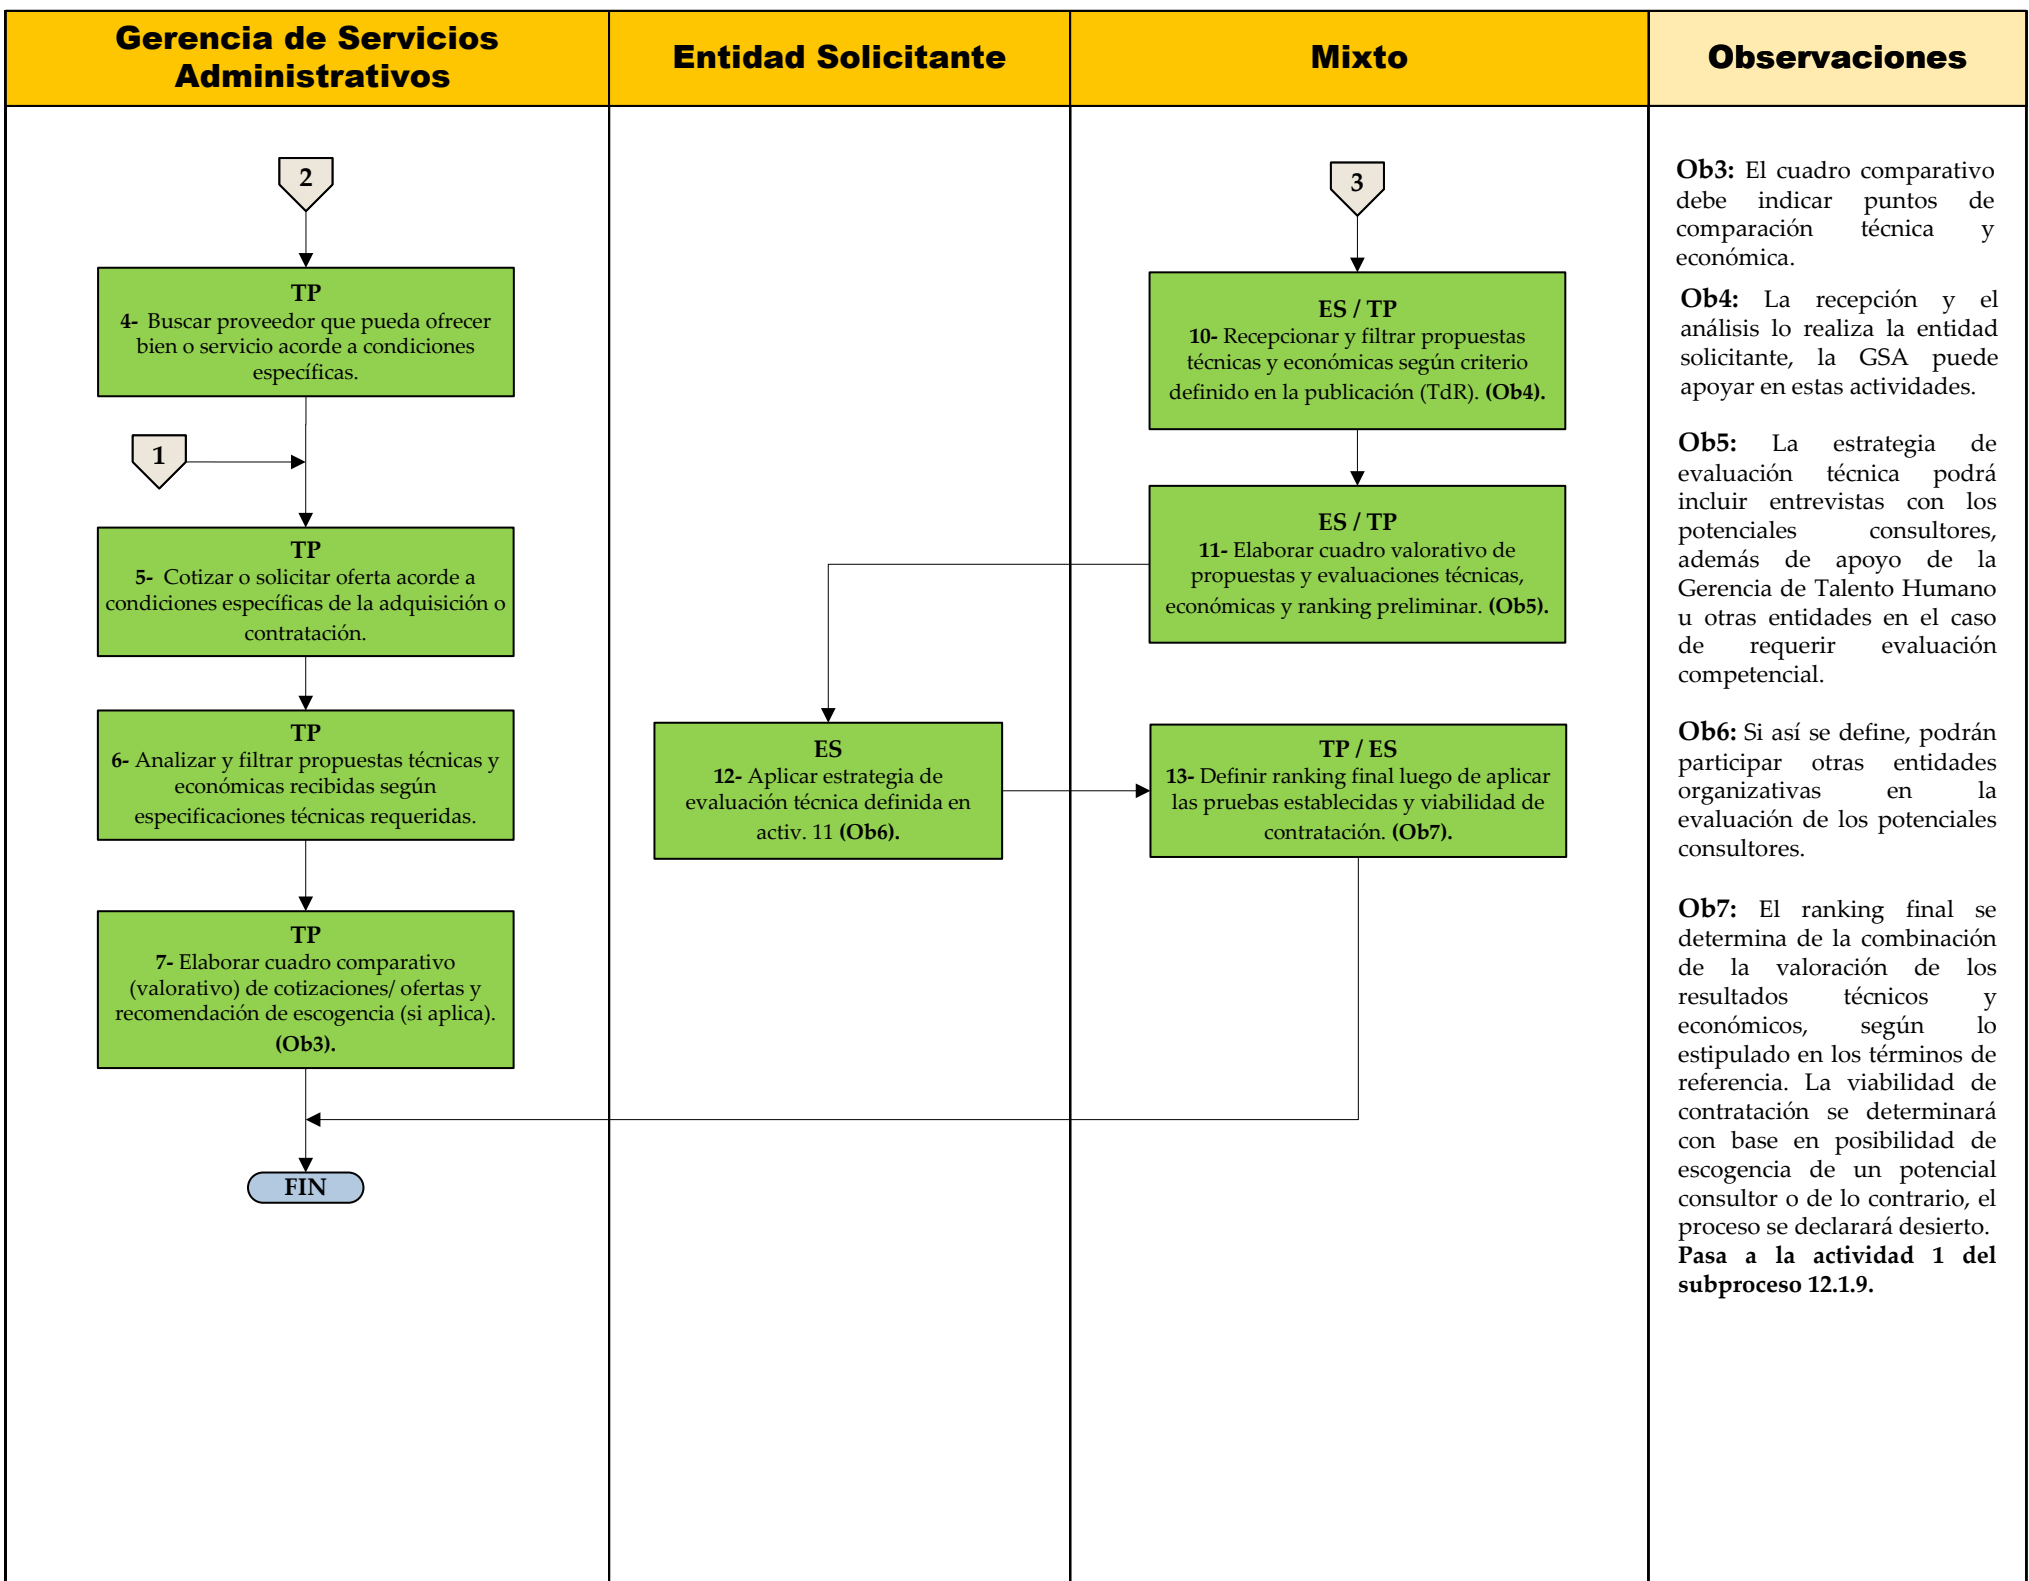 Gerencia de Servicios
Administrativos
Entidad Solicitante
Mixto
Observaciones
2
TP
4- Buscar proveedor que pueda ofrecer
bien o servicio acorde a condiciones
específicas.
1
TP
5- Cotizar o solicitar oferta acorde a
condiciones específicas de la adquisición o
contratación.
TP
6- Analizar y filtrar propuestas técnicas y
económicas recibidas según
especificaciones técnicas requeridas.
TP
7- Elaborar cuadro comparativo
(valorativo) de cotizaciones/ ofertas y
recomendación de escogencia (si aplica).
(Ob3).
FIN
ES
12- Aplicar estrategia de
evaluación técnica definida en
activ. 11 (Ob6).
3
ES / TP
10- Recepcionar y filtrar propuestas
técnicas y económicas según criterio
definido en la publicación (TdR). (Ob4).
ES / TP
11- Elaborar cuadro valorativo de
propuestas y evaluaciones técnicas,
económicas y ranking preliminar. (Ob5).
TP / ES
13- Definir ranking final luego de aplicar
las pruebas establecidas y viabilidad de
contratación. (Ob7).
Ob3: El cuadro comparativo
debe indicar puntos de
comparación técnica y
económica.
Ob4: La recepción y el
análisis lo realiza la entidad
solicitante, la GSA puede
apoyar en estas actividades.
Ob5: La estrategia de
evaluación técnica podrá
incluir entrevistas con los
potenciales consultores,
además de apoyo de la
Gerencia de Talento Humano
u otras entidades en el caso
de requerir evaluación
competencial.
Ob6: Si así se define, podrán
participar otras entidades
organizativas en la
evaluación de los potenciales
consultores.
Ob7: El ranking final se
determina de la combinación
de la valoración de los
resultados técnicos y
económicos, según lo
estipulado en los términos de
referencia. La viabilidad de
contratación se determinará
con base en posibilidad de
escogencia de un potencial
consultor o de lo contrario, el
proceso se declarará desierto.
Pasa a la actividad 1 del
subproceso 12.1.9.